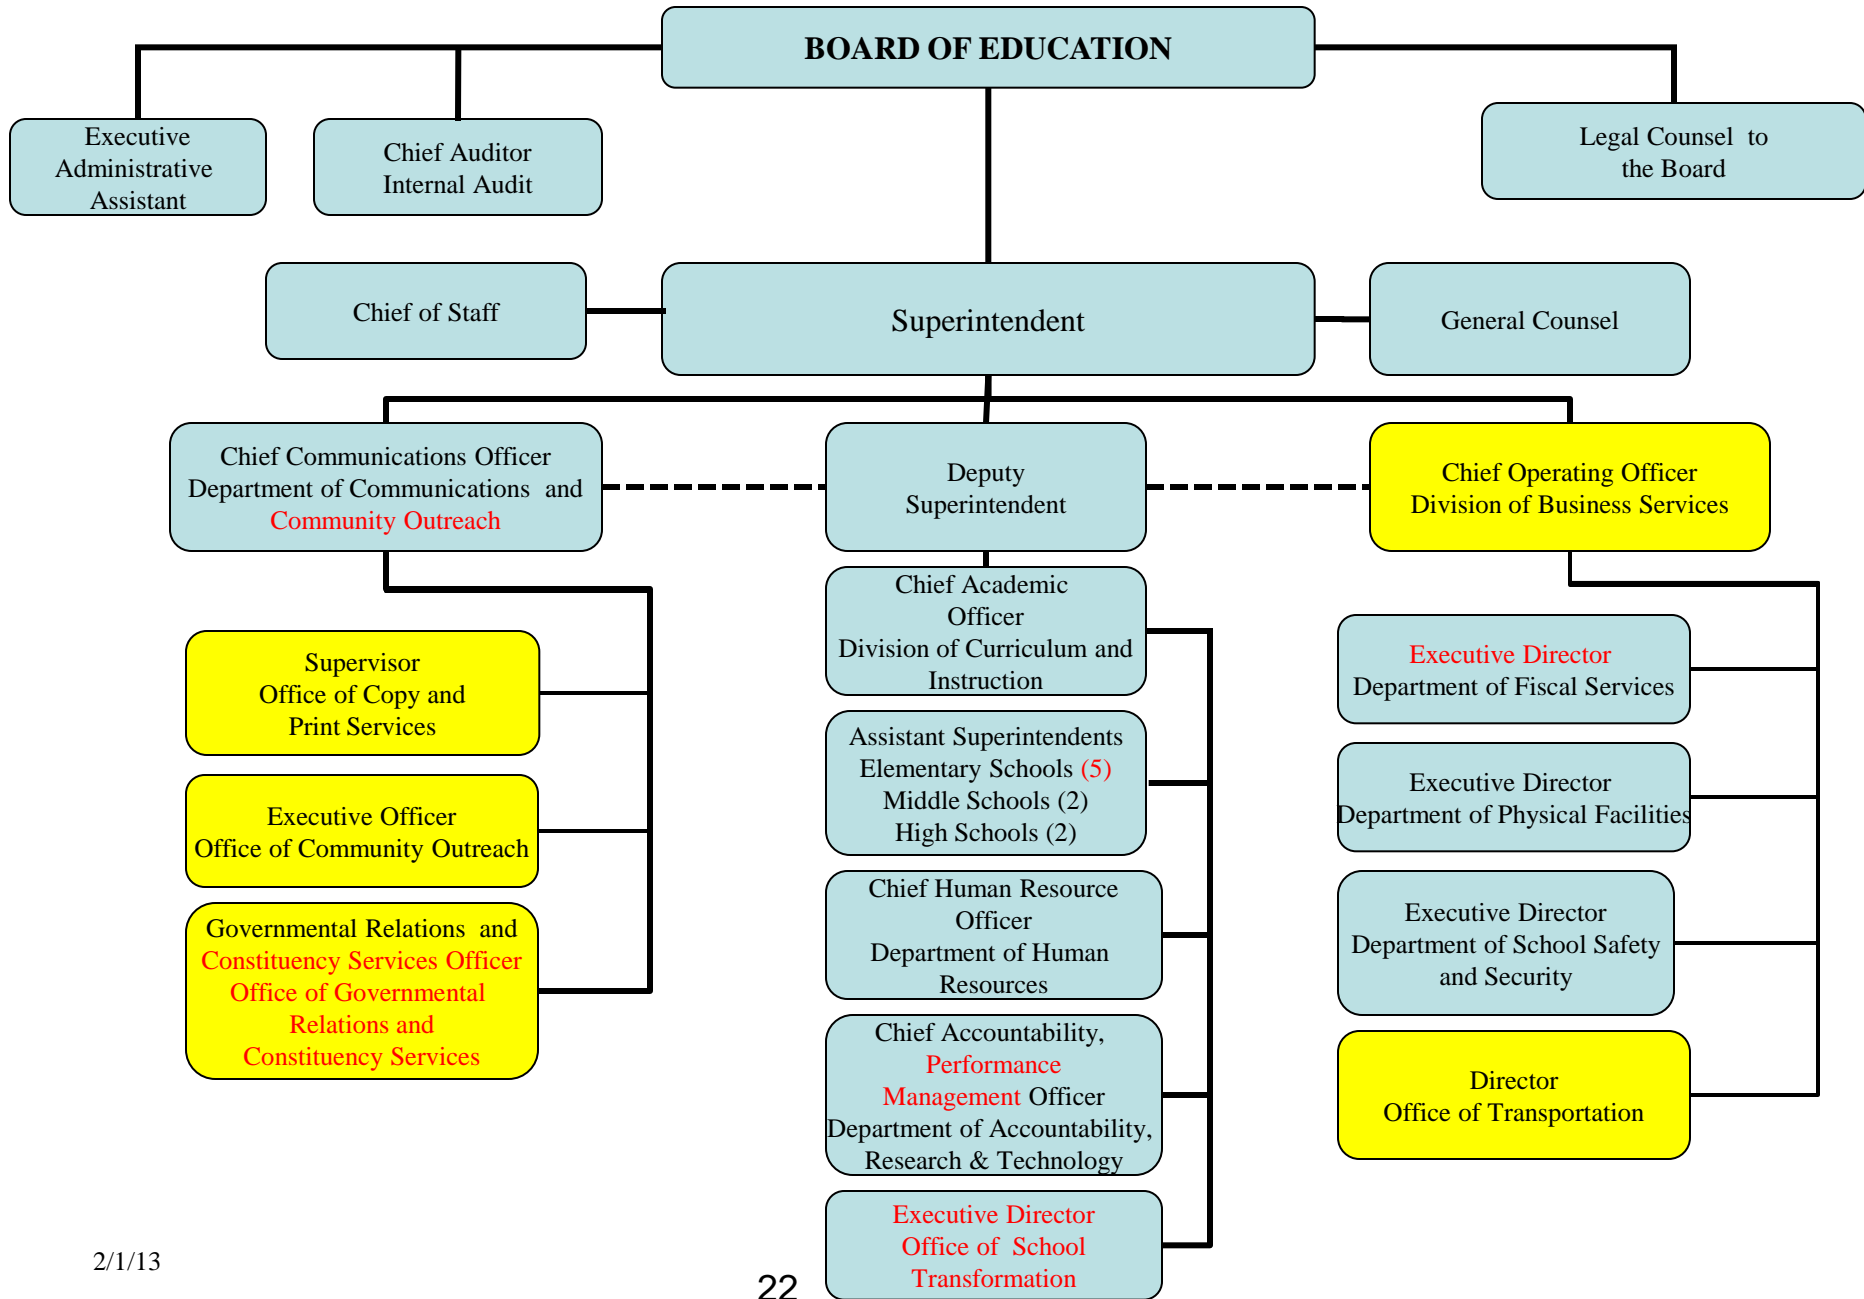 BOARD OF EDUCATION
Executive
Administrative
Assistant
Chief Auditor
Internal Audit
Legal Counsel to
the Board
Chief of Staff
Superintendent
General Counsel
Chief Communications Officer
Department of Communications and
Community Outreach
Deputy
Superintendent
Chief Operating Officer
Division of Business Services
Supervisor
Office of Copy and
Print Services
Executive Officer
Office of Community Outreach
Governmental Relations and
Constituency Services Officer
Office of Governmental
Relations and
Constituency Services
Chief Academic
Officer
Division of Curriculum and
Instruction
Assistant Superintendents
Elementary Schools (5)
Middle Schools (2)
High Schools (2)
Chief Human Resource
Officer
Department of Human
Resources
Chief Accountability,
Performance
Management Officer
Department of Accountability,
Research & Technology
Executive Director
Office of School
Transformation
Executive Director
Department of Fiscal Services
Executive Director
Department of Physical Facilities
Executive Director
Department of School Safety
and Security
Director
Office of Transportation
2/1/13
22